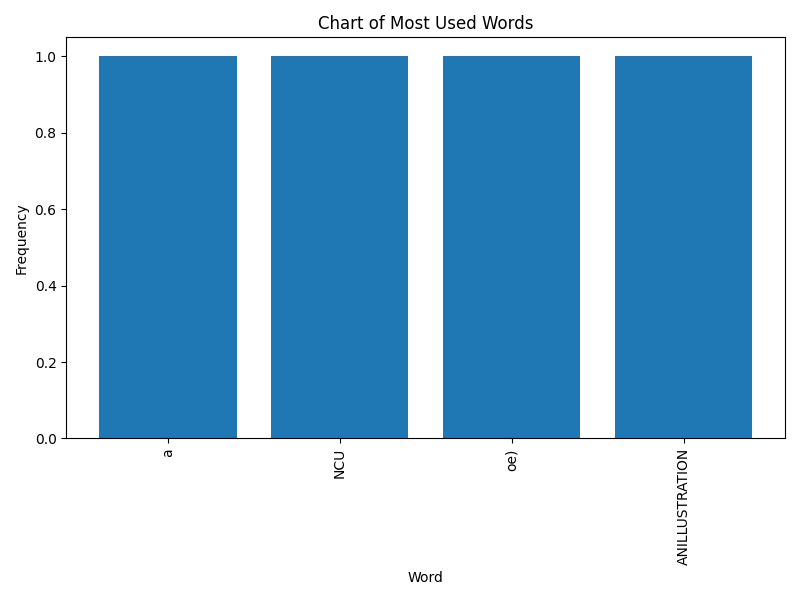 Chart of Most Used Words
1.0
0.8
0.6
0.4
0.2
0.0
Frequency
a
NCU
oe)
ANILLUSTRATION
Word